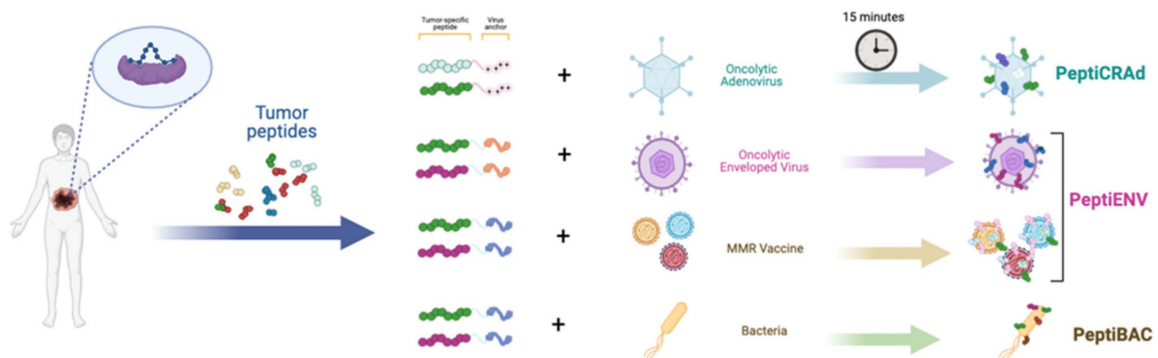 Tumor-specific
peptide
Virus
anchor
15 minutes
Tumor
peptides
+
Oncolytic
Adenovirus
PeptiCRAd
+
Oncolytic
Enveloped Virus
PeptiENV
+
MMR Vaccine
+
Bacteria
PeptiBAC